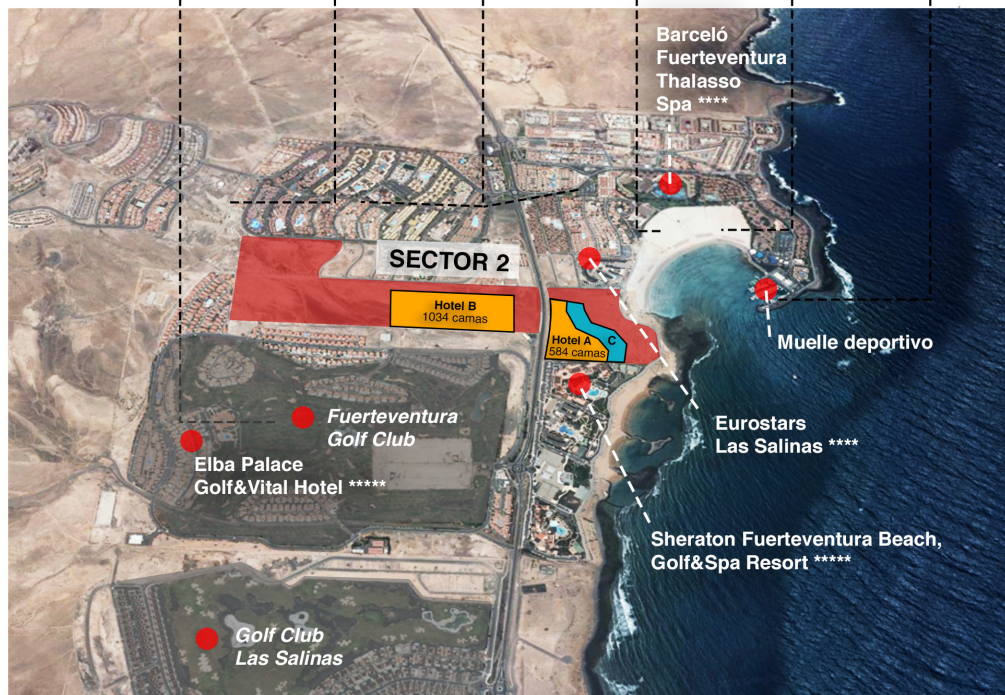 Barceló
Fuerteventura
Thalasso
Spa ****
SECTOR 2
Hotel B
1034 camas
Hotel A
584 camas
C
Muelle deportivo
Fuerteventura
Golf Club
Elba Palace
Golf&Vital Hotel *****
Eurostars
Las Salinas ****
Sheraton Fuerteventura Beach,
Golf&Spa Resort *****
Golf Club
Las Salinas